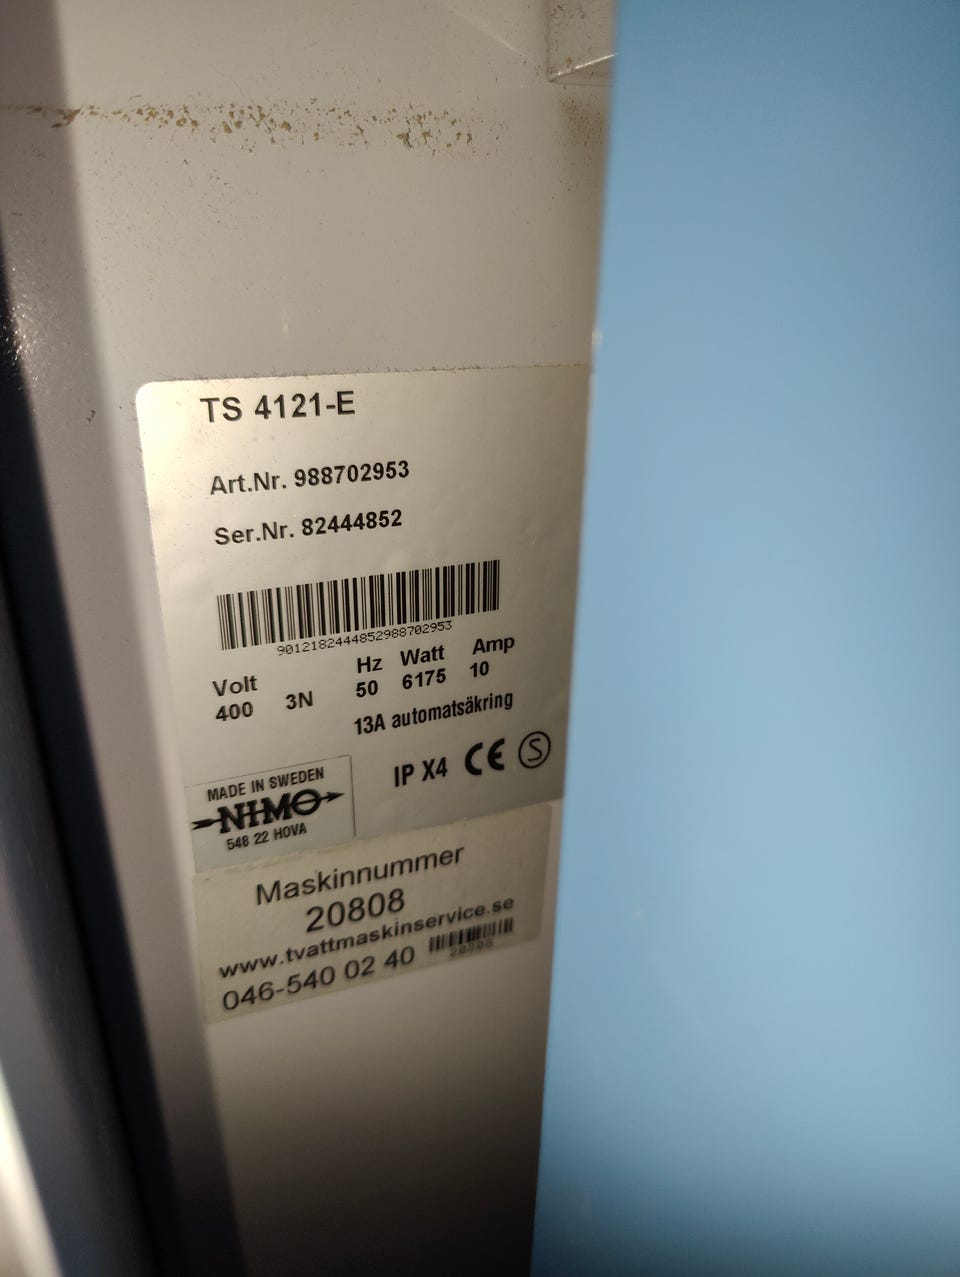 TS 4121-E
Art.Nr. 988702953
Ser.Nr. 82444852
9012182444852988702953
Volt Hz Watt Amp
400 3N 50 6175 10
13A automatsäkring
IP X4 CE S
MADE IN SWEDEN
NIMO
548 22 HOVA
Maskinnummer
20808
www.tvattmaskinservice.se
046-540 02 40
20808